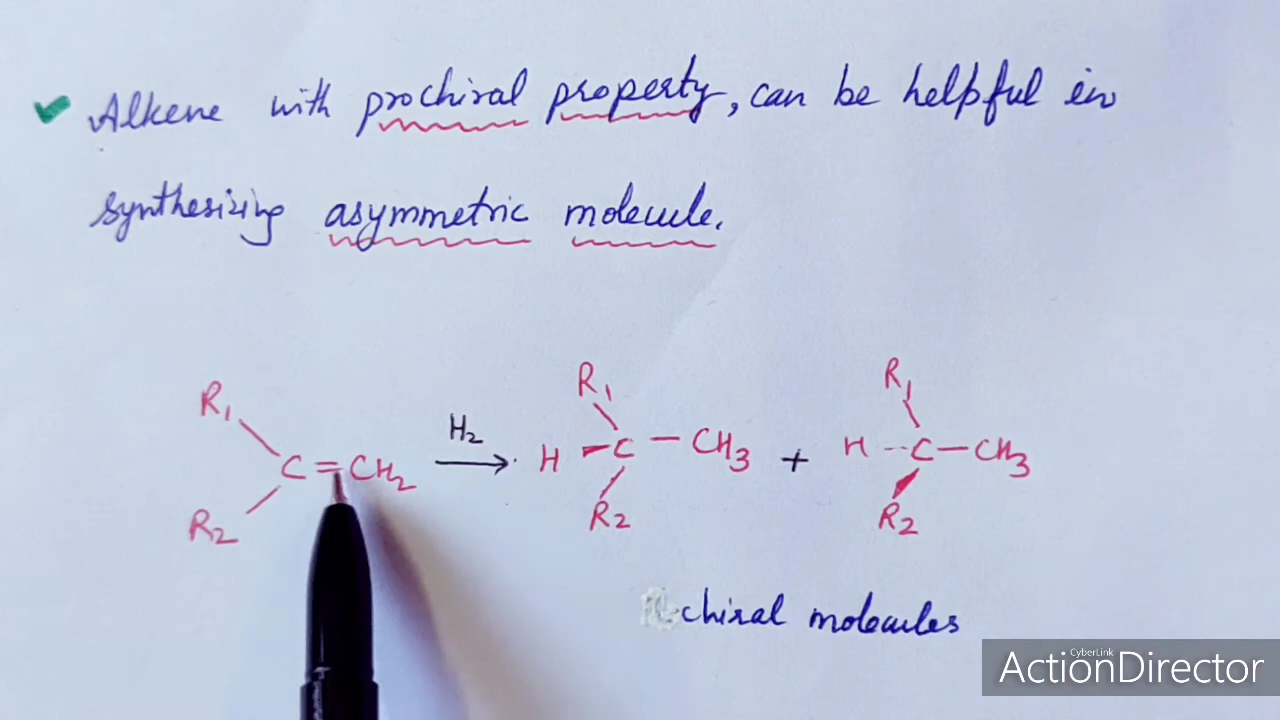 Alkene with prochiral property, can be helpful in
synthesizing asymmetric molecule.
R1 R1 R1
H2
C=CH2 H C - CH3 + H C - CH3
R2 R2 R2
chiral molecules
CyberLink
ActionDirector